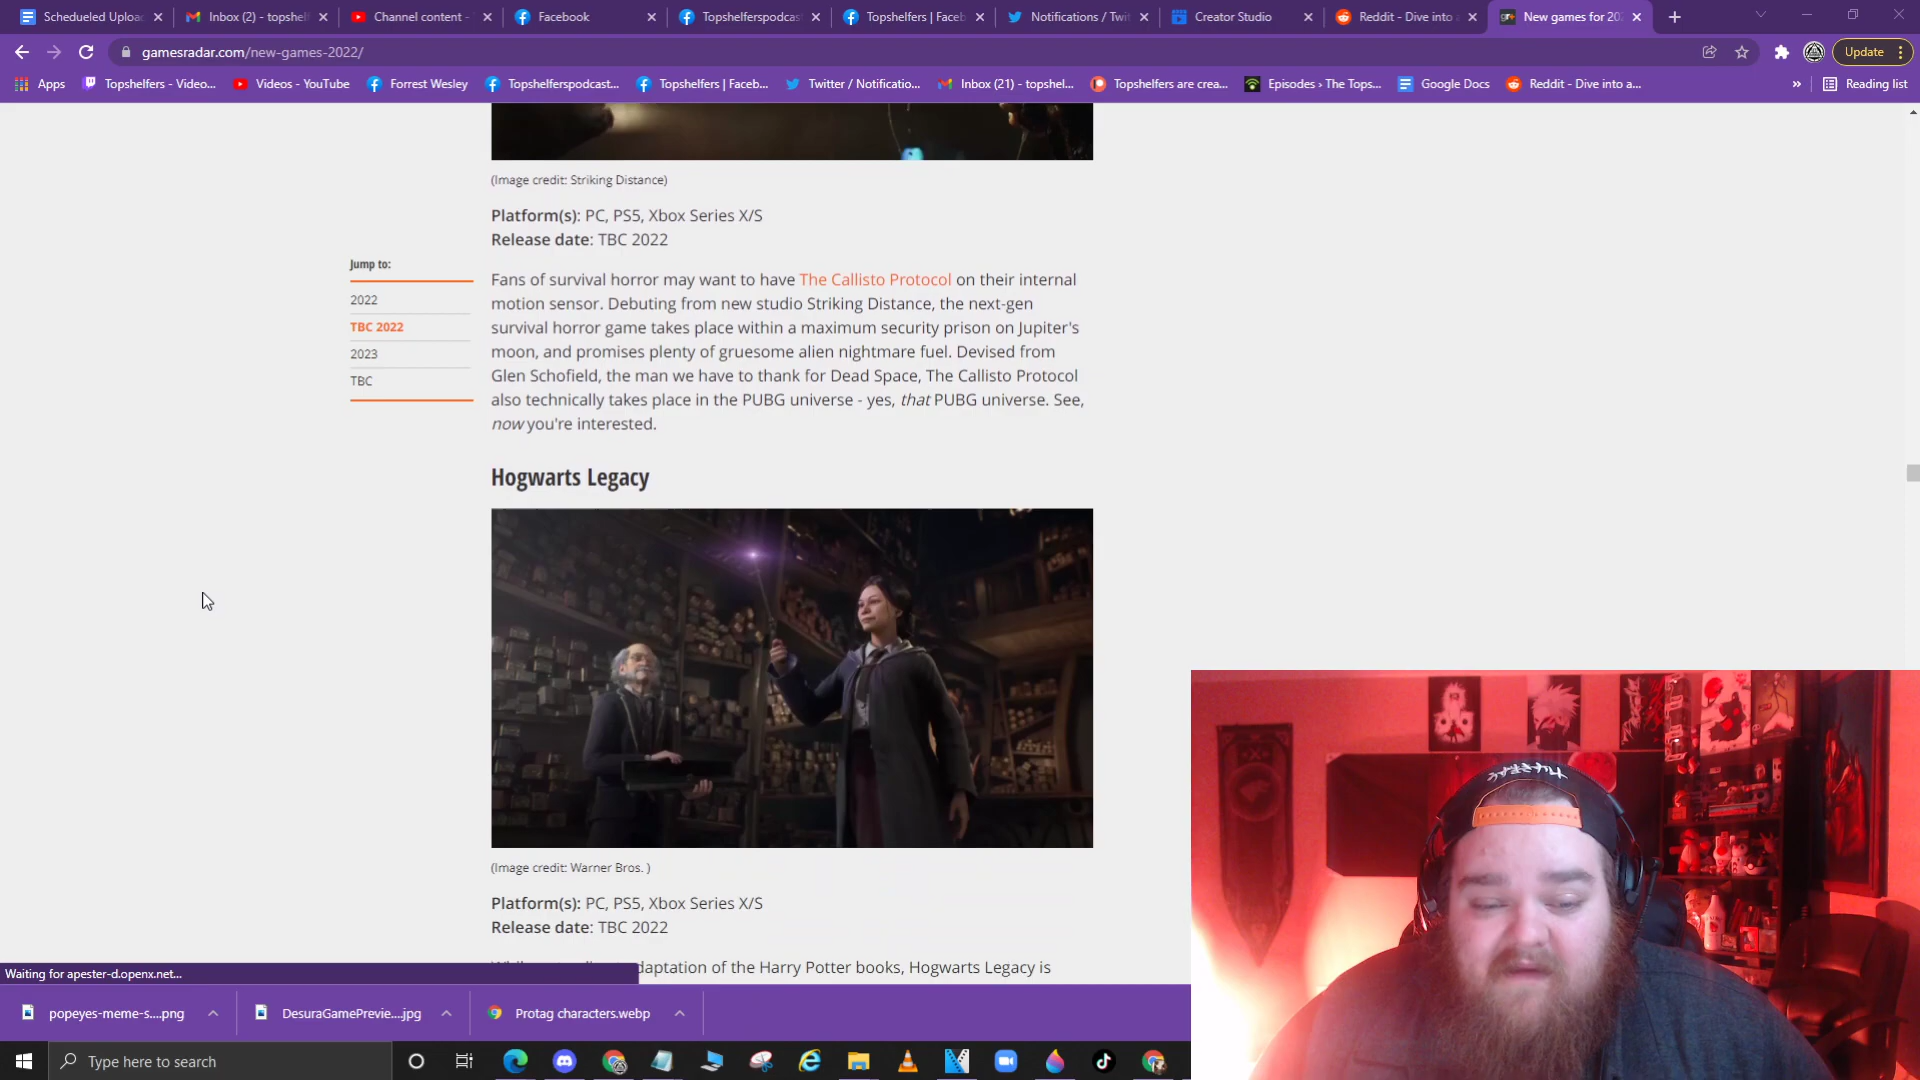 Schedueled Uploa
Inbox (2) - topshel
Channel content -
Facebook
Topshelferspodcas
Topshelfers | Faceb
Notifications / Twit
Creator Studio
Reddit - Dive into a
New games for 20
gamesradar.com/new-games-2022/
Update
Apps
Topshelfers - Video...
Videos - YouTube
Forrest Wesley
Topshelferspodcast...
Topshelfers | Faceb...
Twitter / Notificatio...
Inbox (21) - topshel...
Topshelfers are crea...
Episodes › The Tops...
Google Docs
Reddit - Dive into a...
»
Reading list
(Image credit: Striking Distance)
Platform(s): PC, PS5, Xbox Series X/S
Release date: TBC 2022
Jump to:
2022
TBC 2022
2023
TBC
Fans of survival horror may want to have The Callisto Protocol on their internal
motion sensor. Debuting from new studio Striking Distance, the next-gen
survival horror game takes place within a maximum security prison on Jupiter's
moon, and promises plenty of gruesome alien nightmare fuel. Devised from
Glen Schofield, the man we have to thank for Dead Space, The Callisto Protocol
also technically takes place in the PUBG universe - yes, that PUBG universe. See,
now you're interested.
Hogwarts Legacy
(Image credit: Warner Bros. )
Platform(s): PC, PS5, Xbox Series X/S
Release date: TBC 2022
adaptation of the Harry Potter books, Hogwarts Legacy is
Waiting for apester-d.openx.net...
popeyes-meme-s....png
DesuraGamePrevie....jpg
Protag characters.webp
Type here to search